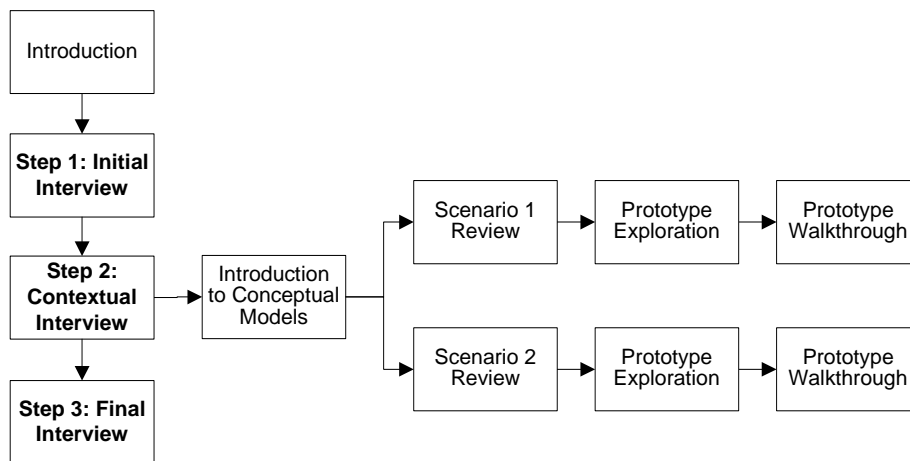 Introduction
Step 1: Initial
Interview
Step 2:
Contextual
Interview
Step 3: Final
Interview
Introduction
to Conceptual
Models
Scenario 1
Review
Prototype
Exploration
Prototype
Walkthrough
Scenario 2
Review
Prototype
Exploration
Prototype
Walkthrough